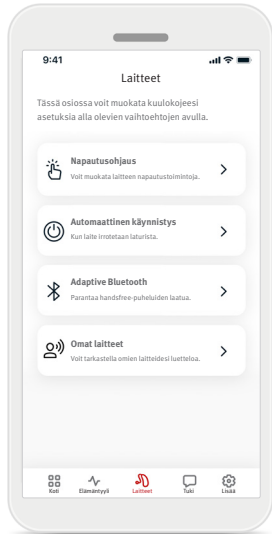 9:41
Laitteet
Tässä osiossa voit muokata kuulokojeesi
asetuksia alla olevien vaihtoehtojen avulla.
Napautusohjaus
Voit muokata laitteen napautustoimintoja.
Automaattinen käynnistys
Kun laite irrotetaan laturista.
Adaptive Bluetooth
Parantaa handsfree-puheluiden laatua.
Omat laitteet
Voit tarkastella omien laitteidesi luetteloa.
Koti Elämäntyyli Laitteet Tuki Lisää